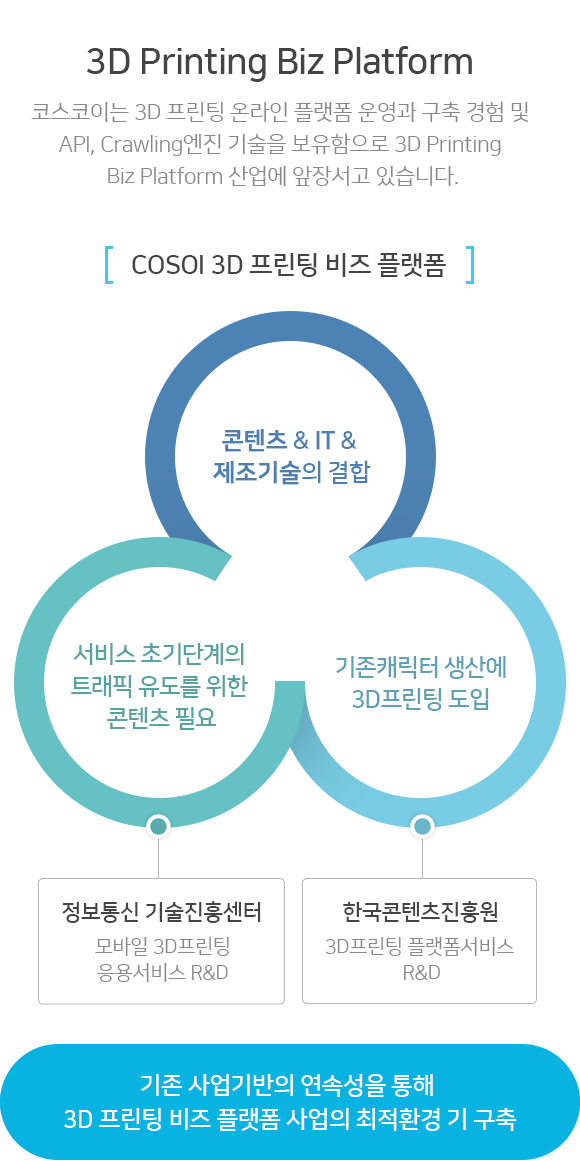 3D Printing Biz Platform
코스코이는 3D 프린팅 온라인 플랫폼 운영과 구축 경험 및
API, Crawling엔진 기술을 보유함으로 3D Printing
Biz Platform 산업에 앞장서고 있습니다.
[ COSOI 3D 프린팅 비즈 플랫폼 ]
콘텐츠 & IT &
제조기술의 결합
서비스 초기단계의
트래픽 유도를 위한
콘텐츠 필요
기존캐릭터 생산에
3D프린팅 도입
정보통신 기술진흥센터
모바일 3D프린팅
응용서비스 R&D
한국콘텐츠진흥원
3D프린팅 플랫폼서비스
R&D
기존 사업기반의 연속성을 통해
3D 프린팅 비즈 플랫폼 사업의 최적환경 기 구축